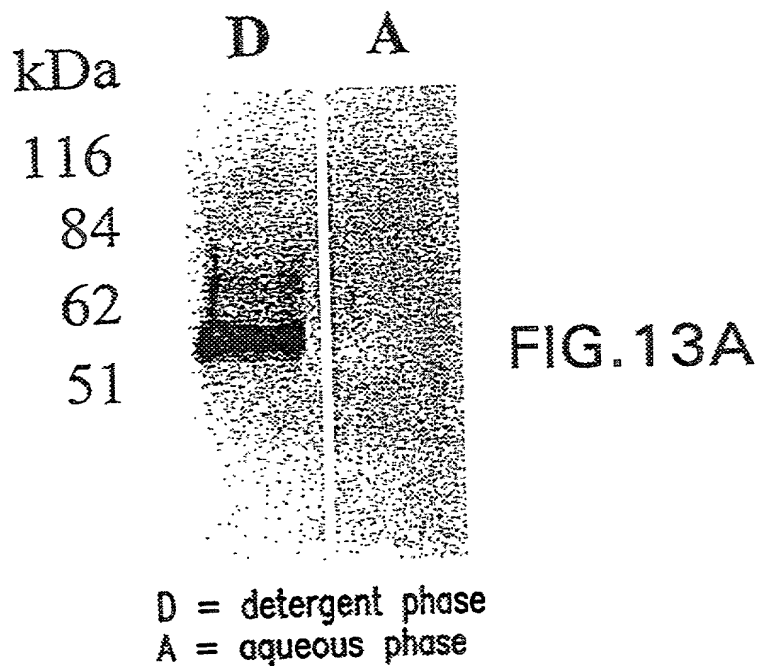 D A
kDa
116
84
62
51
FIG.13A
D = detergent phase
A = aqueous phase